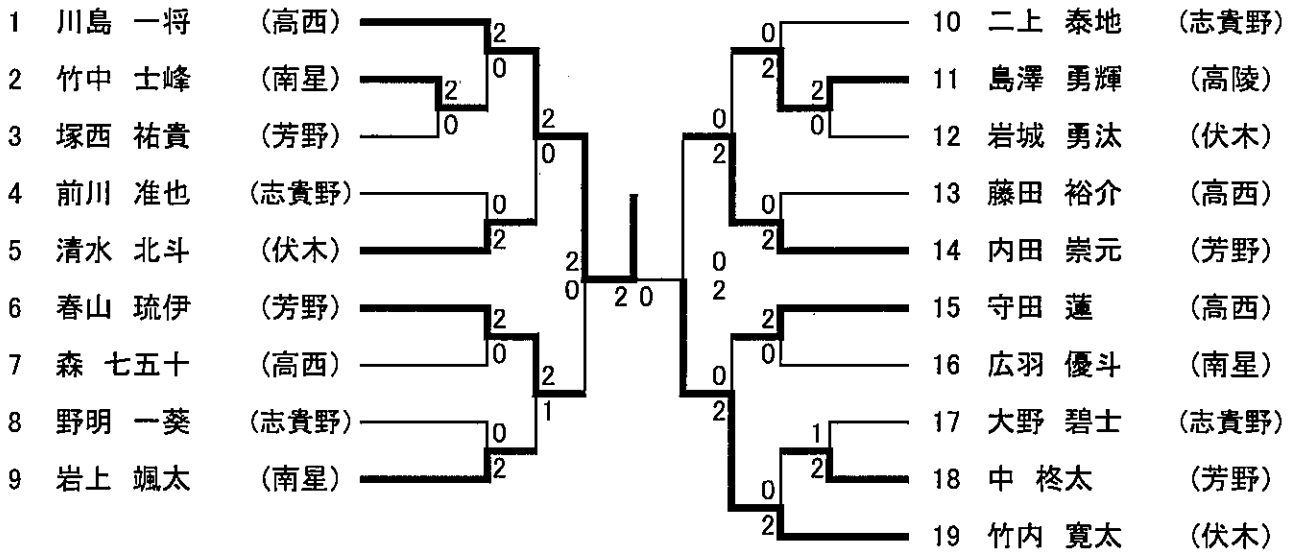 1 川島 一将 (高西)
2 竹中 士峰 (南星)
3 塚西 祐貴 (芳野)
4 前川 准也 (志貴野)
5 清水 北斗 (伏木)
6 春山 琉伊 (芳野)
7 森 七五十 (高西)
8 野明 一葵 (志貴野)
9 岩上 颯太 (南星)
2
0
2
0
2
0
0
2
2
0
2
0
2
1
0
2
2 0
10 二上 泰地 (志貴野)
11 島澤 勇輝 (高陵)
12 岩城 勇汰 (伏木)
13 藤田 裕介 (高西)
14 内田 崇元 (芳野)
15 守田 蓮 (高西)
16 広羽 優斗 (南星)
17 大野 碧士 (志貴野)
18 中 柊太 (芳野)
19 竹内 寛太 (伏木)
0
2
2
0
0
2
0
2
0
2
2
0
0
2
1
2
0
2